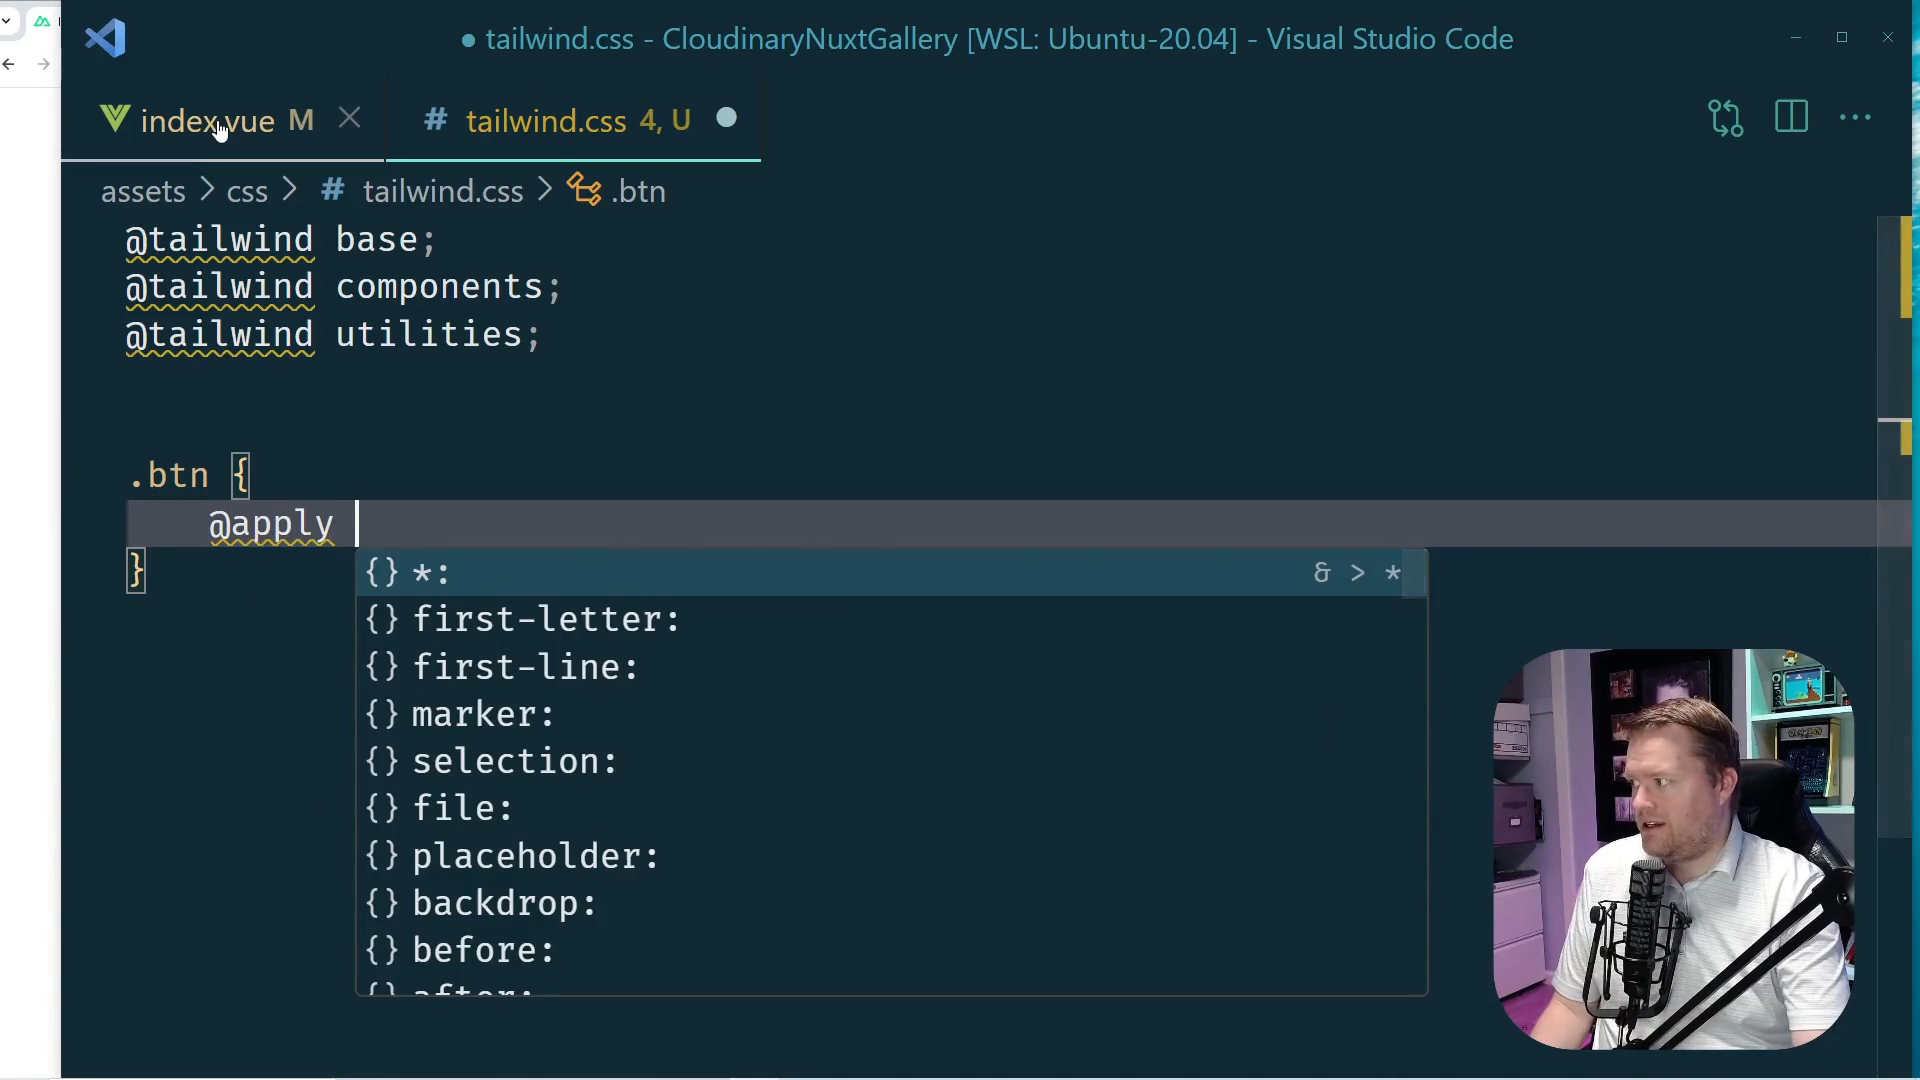 tailwind.css - CloudinaryNuxtGallery [WSL: Ubuntu-20.04] - Visual Studio Code
index.vue M
# tailwind.css 4, U
assets > css > # tailwind.css > .btn
@tailwind base;
@tailwind components;
@tailwind utilities;
.btn {
@apply
}
{} *: & > *
{} first-letter:
{} first-line:
{} marker:
{} selection:
{} file:
{} placeholder:
{} backdrop:
{} before:
{} after: